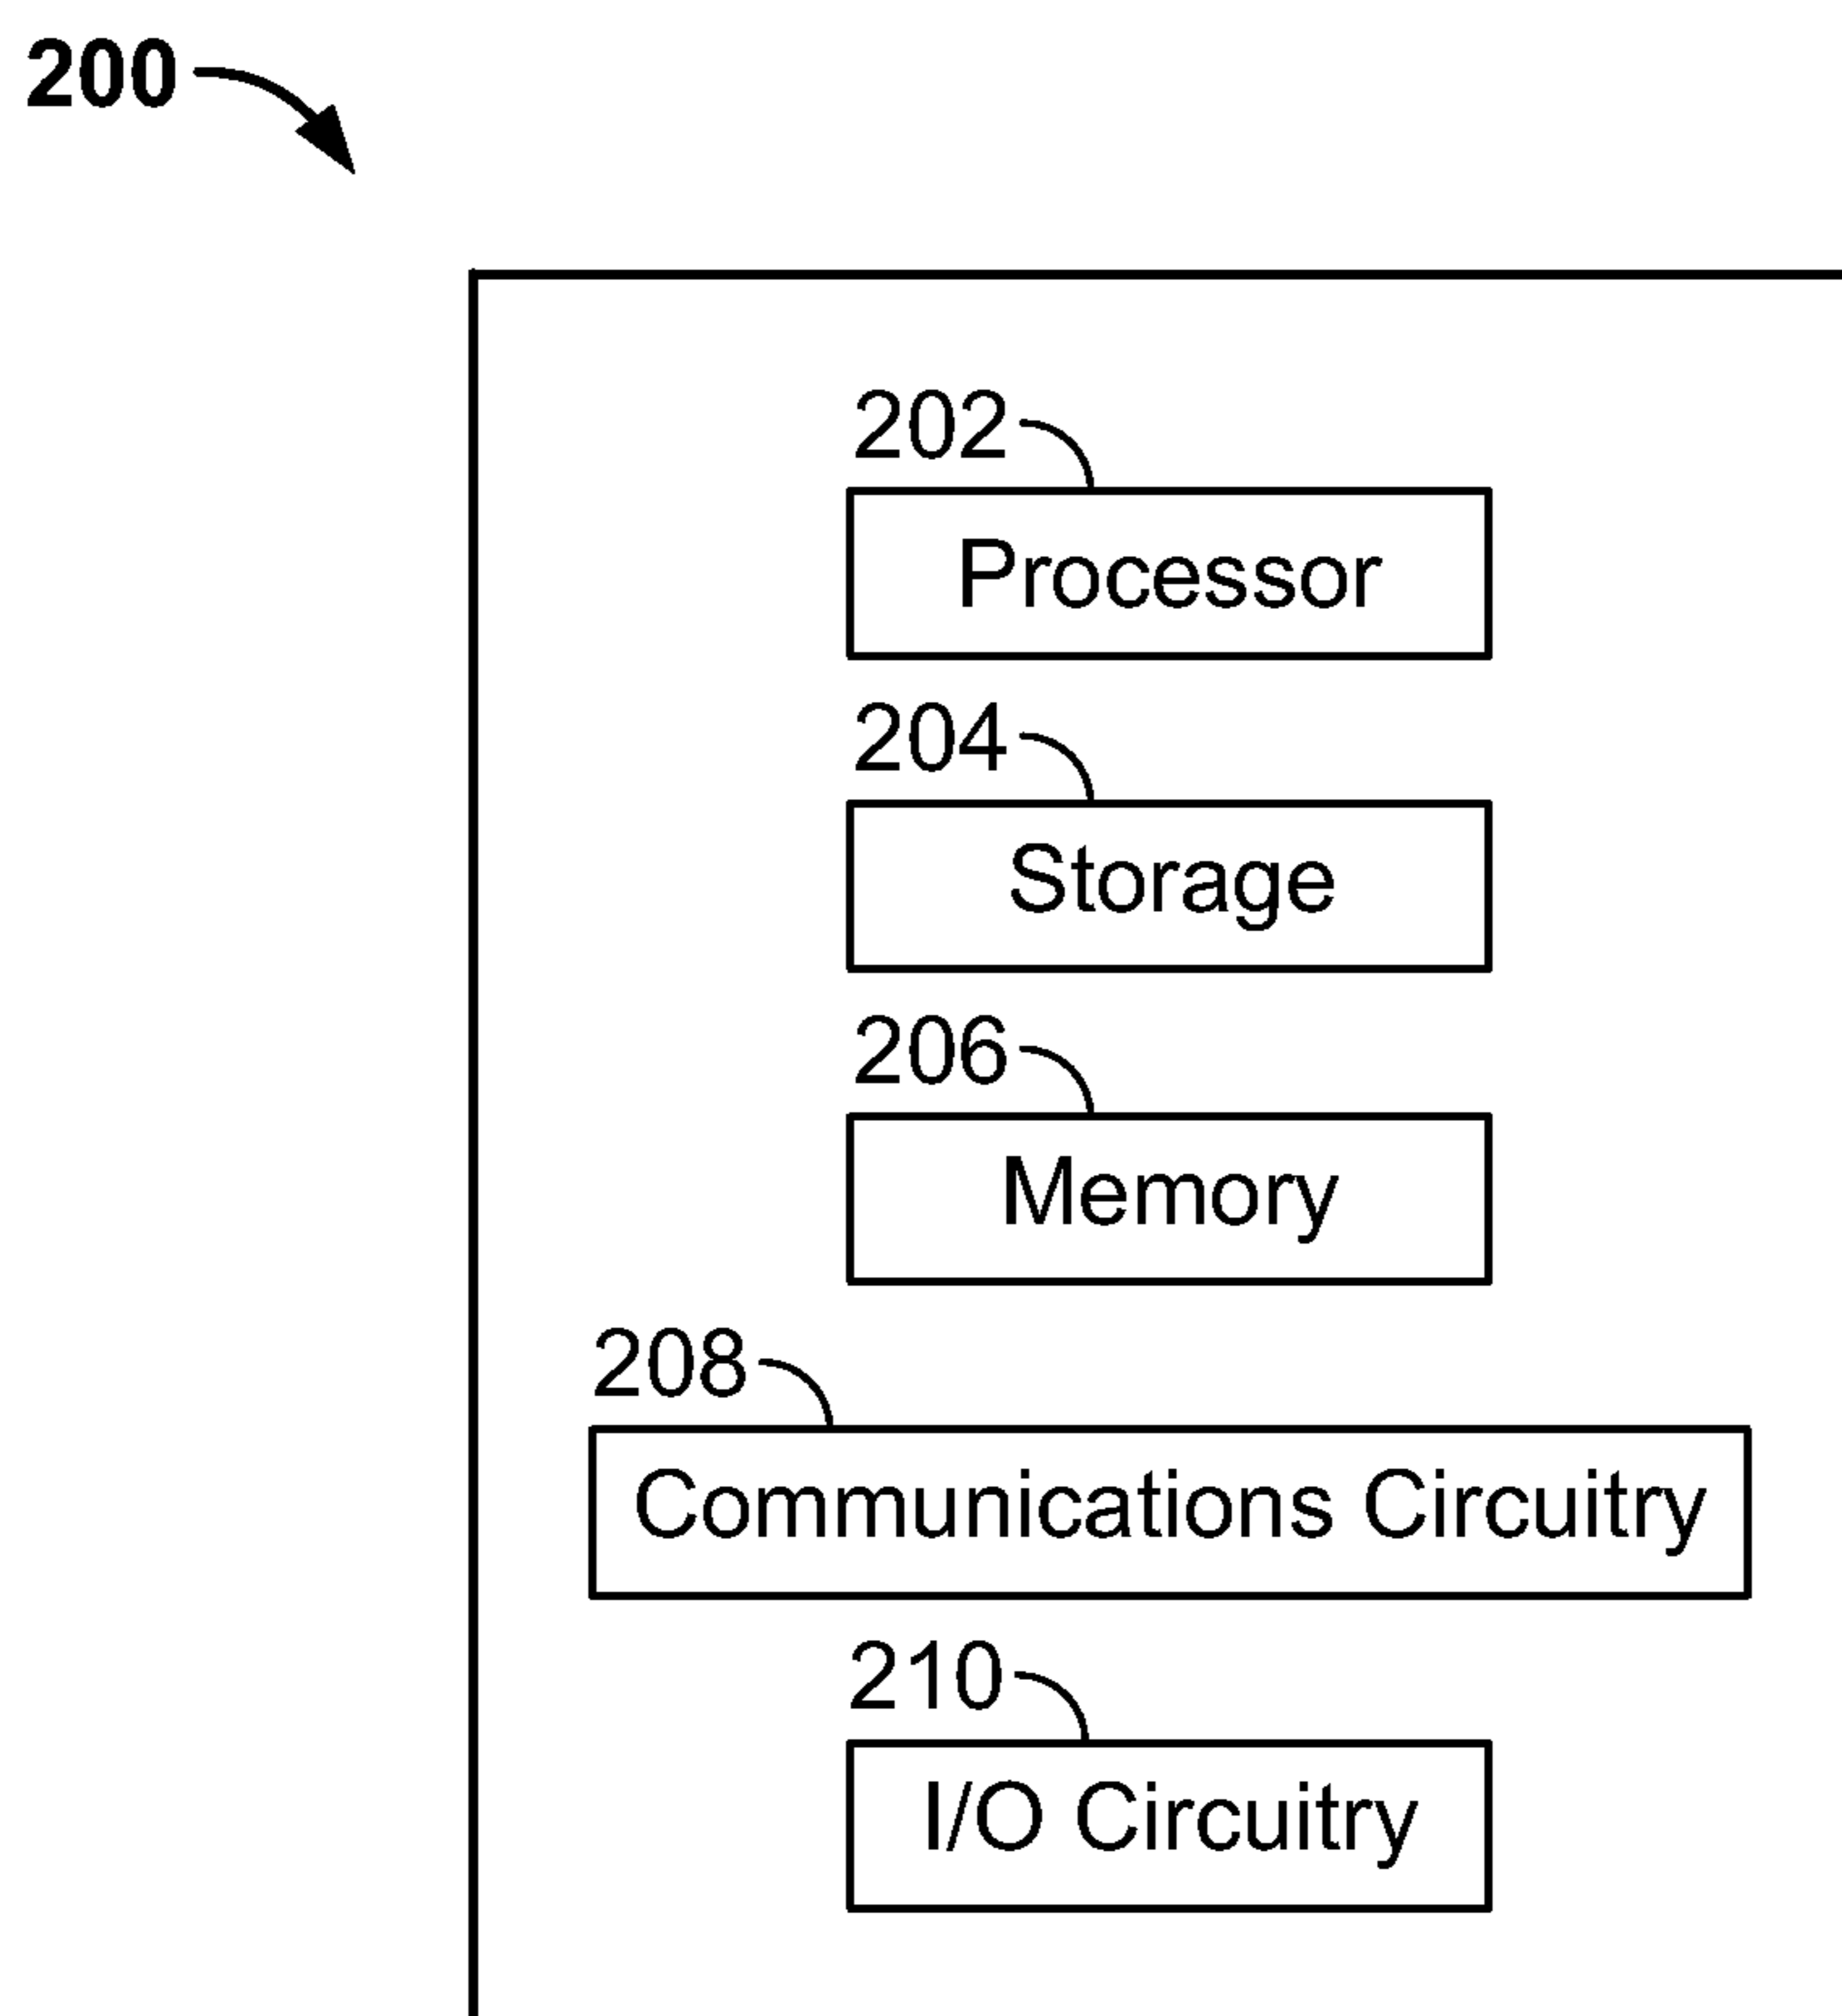 200
202
Processor
204
Storage
206
Memory
208
Communications Circuitry
210
I/O Circuitry